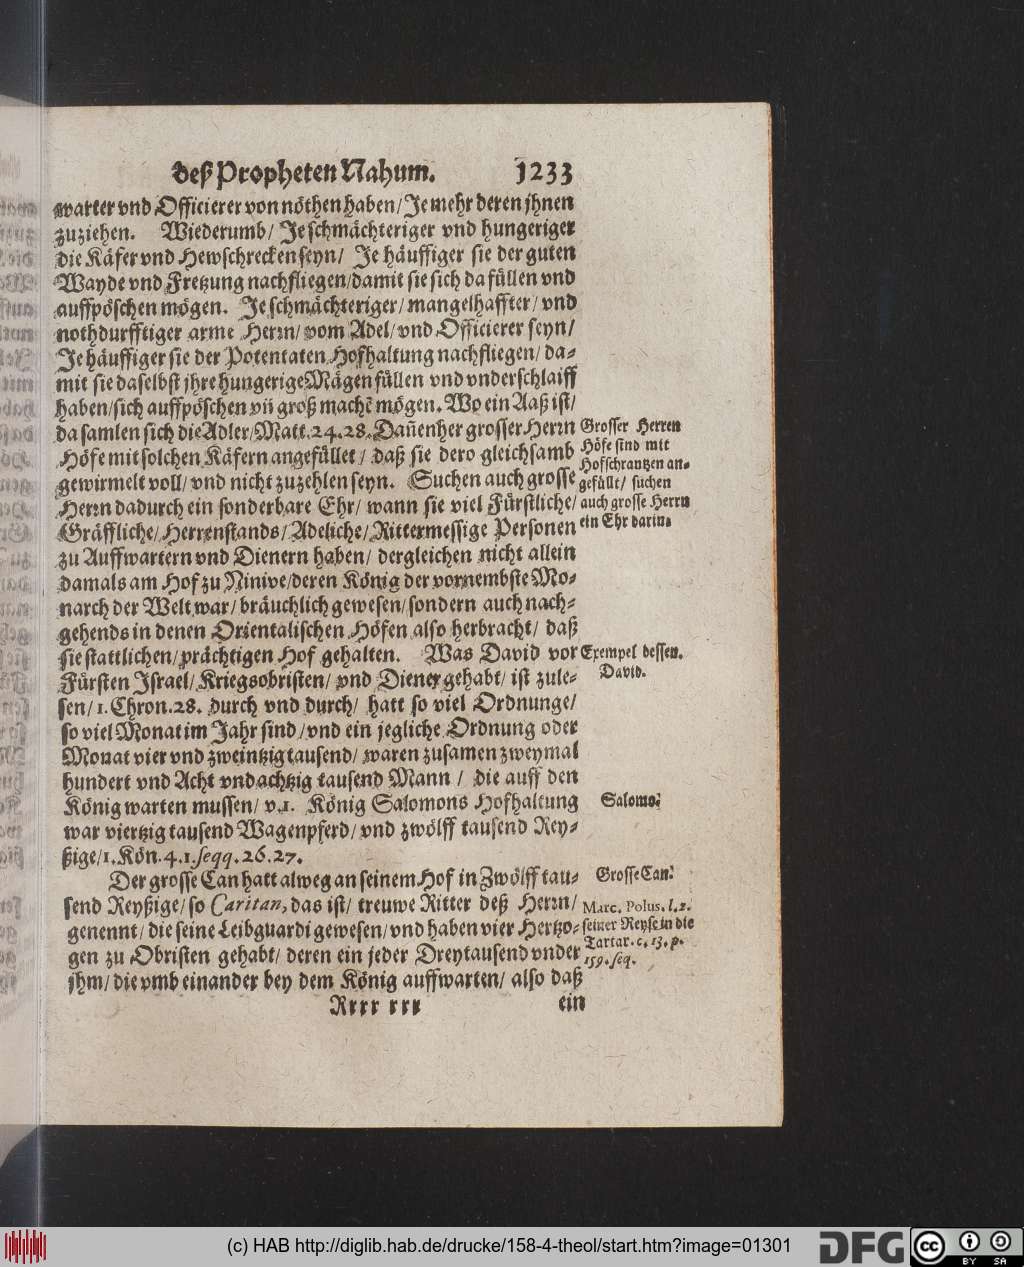 deß Propheten Nahum. 1233
warter vnd Officierer von nöthen haben/ Je mehr deren jhnen
zuziehen. Wiederumb/ Je schmächteriger vnd hungeriger
die Käfer vnd Hewschrecken seyn/ Je häuffiger sie der guten
Wayde vnd Fretzung nachfliegen/ damit sie sich da füllen vnd
auffpöschen mögen. Je schmächteriger/ mangelhaffter/ vnd
nothdurfftiger arme Herrn/ vom Adel/ vnd Officierer seyn/
Je häuffiger sie der Potentaten Hofhaltung nachfliegen/ da-
mit sie daselbst jhre hungerige Mägen füllen vnd vnderschlaiff
haben/ sich auffpöschen vñ groß machē mögen. Wo ein Aaß ist/
da samlen sich die Adler/ Matt. 24. 28. Dañenher grosser Herrn
Höfe mit solchen Käfern angefüllet/ daß sie dero gleichsamb
gewirmelt voll/ vnd nicht zuzehlen seyn. Suchen auch grosse
Herrn dadurch ein sonderbare Ehr/ wann sie viel Fürstliche/
Gräffliche/ Herrenstands/ Adeliche/ Rittermessige Personen
zu Auffwartern vnd Dienern haben/ dergleichen nicht allein
damals am Hof zu Ninive/ deren König der vornembste Mo-
narch der Welt war/ bräuchlich gewesen/ sondern auch nach-
gehends in denen Orientalischen Höfen also herbracht/ daß
sie stattlichen/ prächtigen Hof gehalten. Was David vor
Fürsten Israel/ Kriegsobristen/ vnd Diener gehabt/ ist zule-
sen/ 1. Chron. 28. durch vnd durch/ hatt so viel Ordnunge/
so viel Monat im Jahr sind/ vnd ein jegliche Ordnung oder
Monat vier vnd zweintzig tausend/ waren zusamen zweymal
hundert vnd Acht vnd achtzig tausend Mann/ die auff den
König warten mussen/ v. 1. König Salomons Hofhaltung
war viertzig tausend Wagenpferd/ vnd zwölff tausend Rey-
ßige/ 1. Kön. 4. 1. seqq. 26. 27.
Der grosse Can hatt alweg an seinem Hof in Zwölff tau-
send Reyßige/ so Caritan, das ist/ treuwe Ritter deß Herrn/
genennt/ die seine Leibguardi gewesen/ vnd haben vier Hertzo-
gen zu Obristen gehabt/ deren ein jeder Dreytausend vnder
jhm/ die vmb einander bey dem König auffwarten/ also daß
Rrrr rrr ein
Grosser Herren
Höfe sind mit
Hofschrantzen an-
gefüllt/ suchen
auch grosse Herrn
ein Ehr darin.
Exempel dessen.
David.
Salomo.
Grosse Can.
Marc. Polus. l. 2.
seiner Reyse in die
Tartar. c. 13. p.
159. seq.
(c) HAB http://diglib.hab.de/drucke/158-4-theol/start.htm?image=01301
DFG
cc BY SA